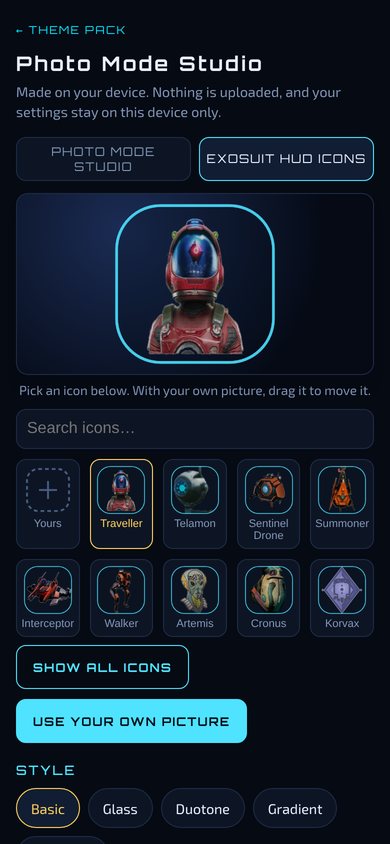 ← THEME PACK
Photo Mode Studio
Made on your device. Nothing is uploaded, and your
settings stay on this device only.
PHOTO MODE
STUDIO
EXOSUIT HUD ICONS
Pick an icon below. With your own picture, drag it to move it.
Search icons...
Yours
Traveller
Telamon
Sentinel
Drone
Summoner
Interceptor
Walker
Artemis
Cronus
Korvax
SHOW ALL ICONS
USE YOUR OWN PICTURE
STYLE
Basic
Glass
Duotone
Gradient